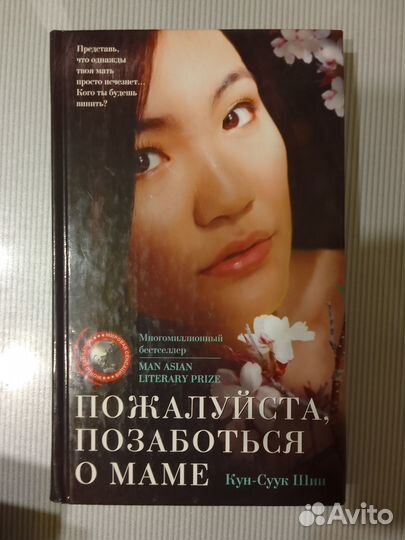 Представь,
что однажды
твоя мать
просто исчезнет...
Кого ты будешь
винить?
Многомиллионный
бестселлер
MAN ASIAN
LITERARY PRIZE
ПОЖАЛУЙСТА,
ПОЗАБОТЬСЯ
О МАМЕ
Кун-Суук Шин
Avito